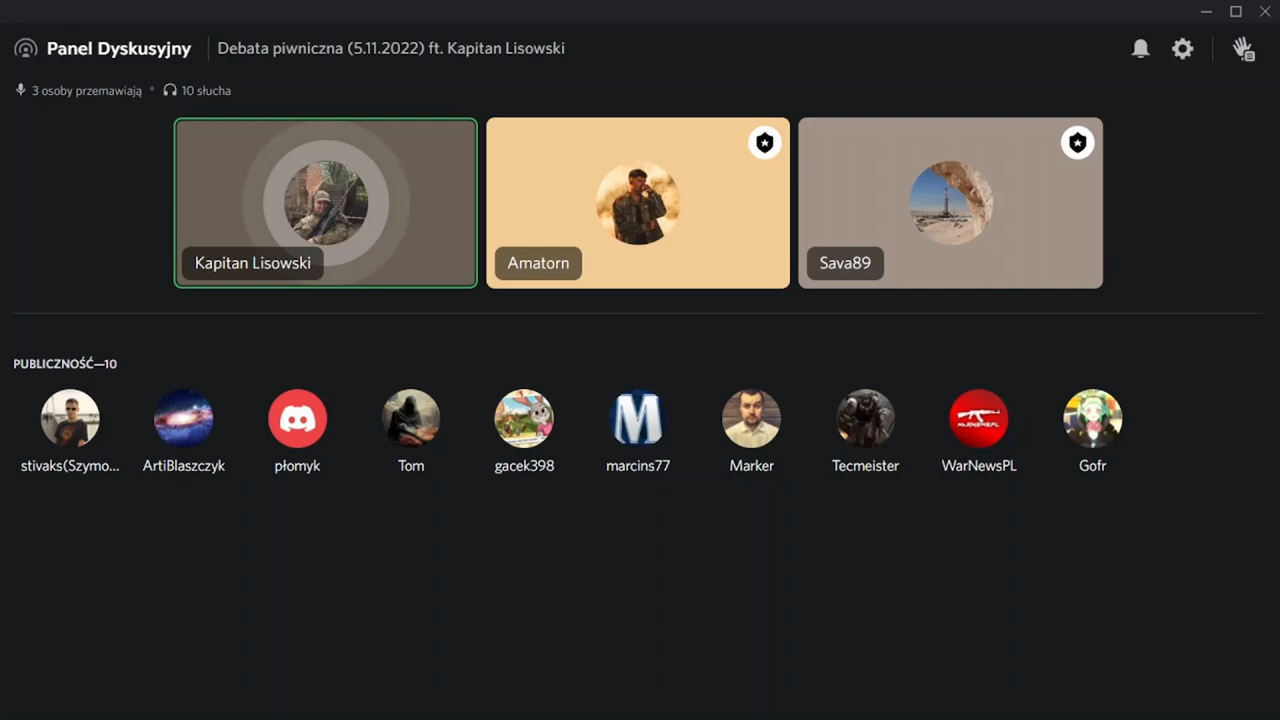 Panel Dyskusyjny
Debata piwniczna (5.11.2022) ft. Kapitan Lisowski
3 osoby przemawiają • 10 słucha
Kapitan Lisowski
Amatorn
Sava89
PUBLICZNOŚĆ—10
M
stivaks(Szymo...
ArtiBlaszczyk
płomyk
Tom
gacek398
marcins77
Marker
Tecmeister
WarNewsPL
Gofr